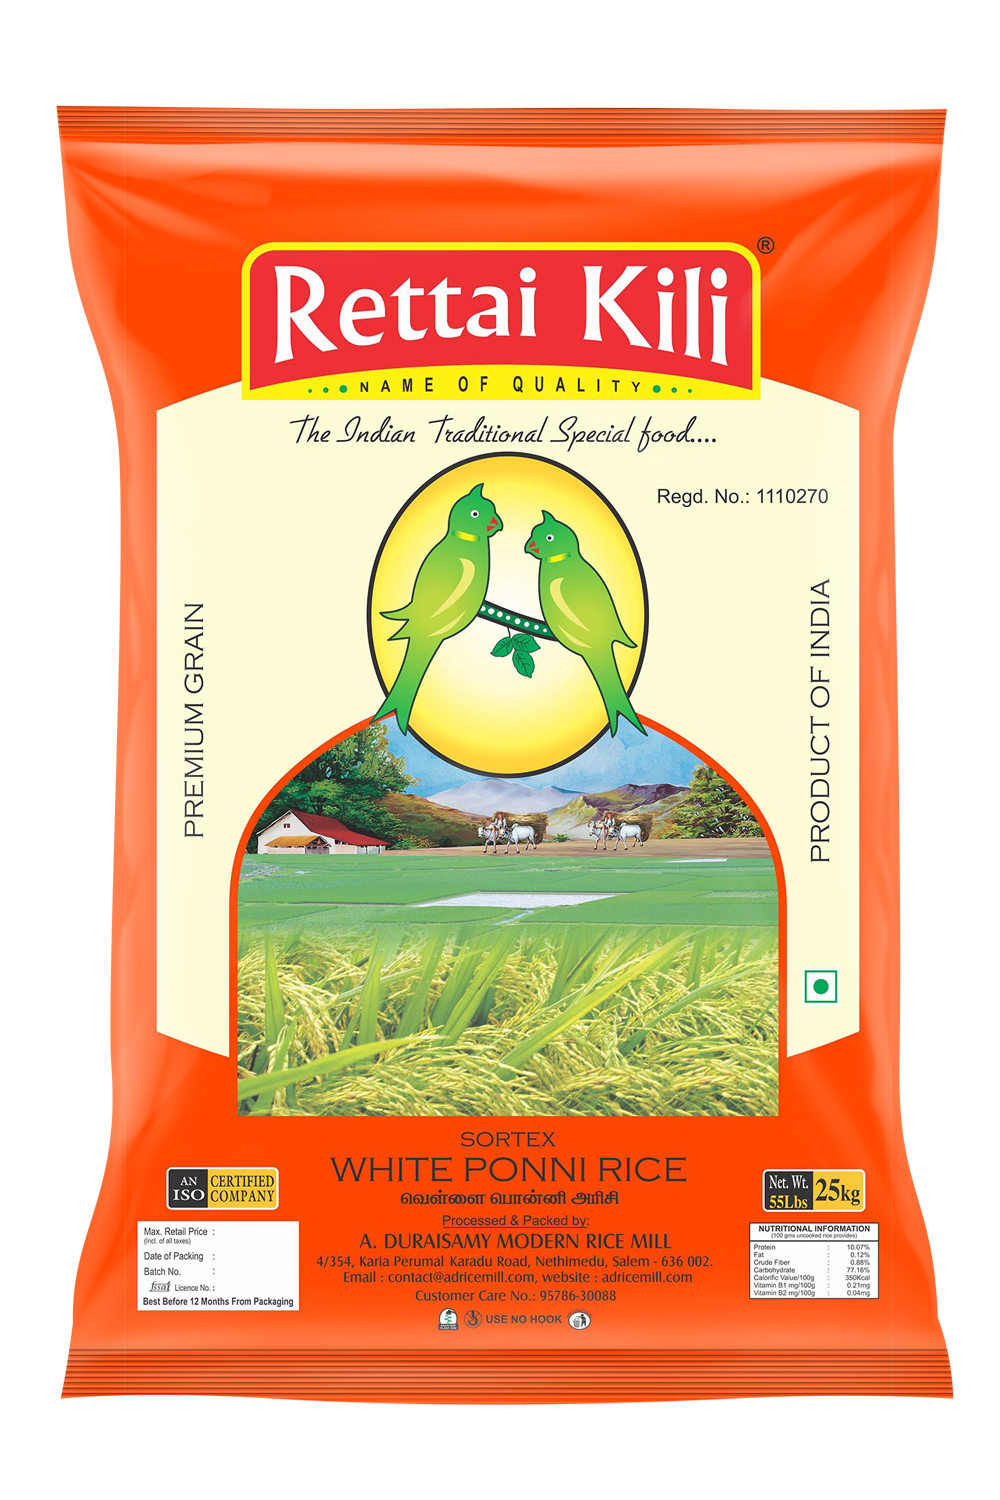 Rettai Kili
®
NAME OF QUALITY
The Indian Traditional Special food....
Regd. No.: 1110270
PREMIUM GRAIN
PRODUCT OF INDIA
SORTEX
WHITE PONNI RICE
வெள்ளை பொன்னி அரிசி
Processed & Packed by:
A. DURAISAMY MODERN RICE MILL
4/354, Karia Perumal Karadu Road, Nethimedu, Salem - 636 002.
Email : contact@adricemill.com, website : adricemill.com
Customer Care No.: 95786-30088
USE NO HOOK
AN ISO CERTIFIED COMPANY
Max. Retail Price :
(Incl. of all taxes)
Date of Packing :
Batch No. :
fssai Licence No. :
Best Before 12 Months From Packaging
Net. Wt. 55Lbs 25kg
NUTRITIONAL INFORMATION
(100 gms uncooked rice provides)
Protein : 10.07%
Fat : 0.12%
Crude Fiber : 0.88%
Carbohydrate : 77.16%
Calorific Value/100g : 350Kcal
Vitamin B1 mg/100g : 0.21mg
Vitamin B2 mg/100g : 0.04mg